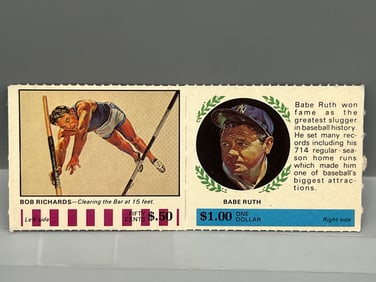 BOB RICHARDS—Clearing the Bar at 15 feet.
Left side
FIFTY
CENTS
$.50
Babe Ruth won
fame as the
greatest slugger
in baseball history
He set many rec-
ords including his
714 regular-sea-
son home runs
which made him
one of baseball's
biggest attrac-
tions.
BABE RUTH
$1.00
ONE
DOLLAR
Right side